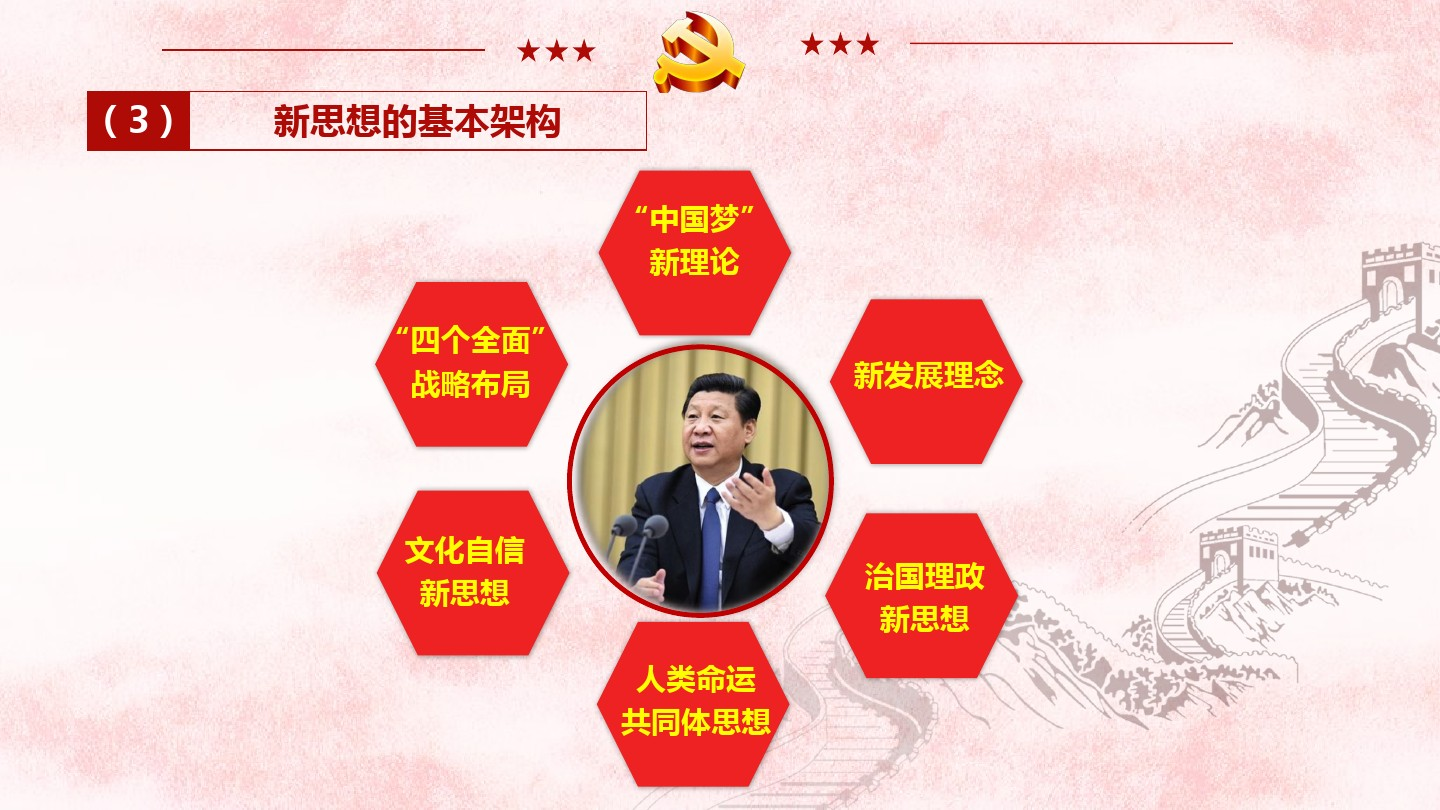 （3）
新思想的基本架构
“中国梦”
新理论
“四个全面”
战略布局
新发展理念
文化自信
新思想
治国理政
新思想
人类命运
共同体思想